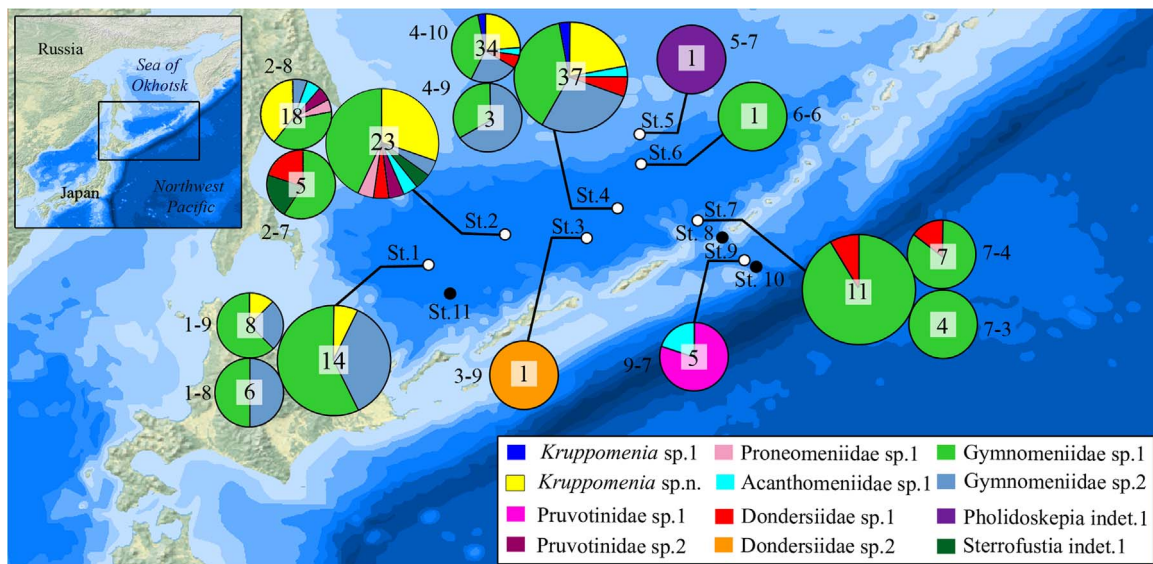 Russia
Sea of
Okhotsk
Japan
Northwest
Pacific
2-8
18
23
5
2-7
4-10
34
37
4-9
3
1
5-7
1
6-6
St.5
St.6
St.4
St.7
St.2
St.3
St. 8
St.9
St. 10
St.1
St.11
1-9
8
14
1-8
6
3-9
1
9-7
5
11
7
7-4
4
7-3
Kruppomenia sp.1
Kruppomenia sp.n.
Pruvotinidae sp.1
Pruvotinidae sp.2
Proneomeniidae sp.1
Acanthomeniidae sp.1
Dondersiidae sp.1
Dondersiidae sp.2
Gymnomeniidae sp.1
Gymnomeniidae sp.2
Pholidoskepia indet.1
Sterrofustia indet.1